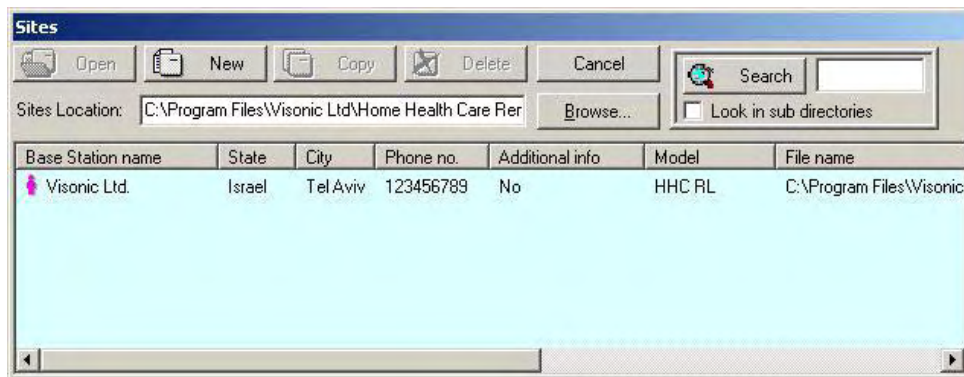 Sites
Open New Copy Delete Cancel Search
Sites Location: C:\Program Files\Visonic Ltd\Home Health Care Rer Browse... Look in sub directories
Base Station name State City Phone no. Additional info Model File name
Visonic Ltd. Israel Tel Aviv 123456789 No HHC RL C:\Program Files\Visonic